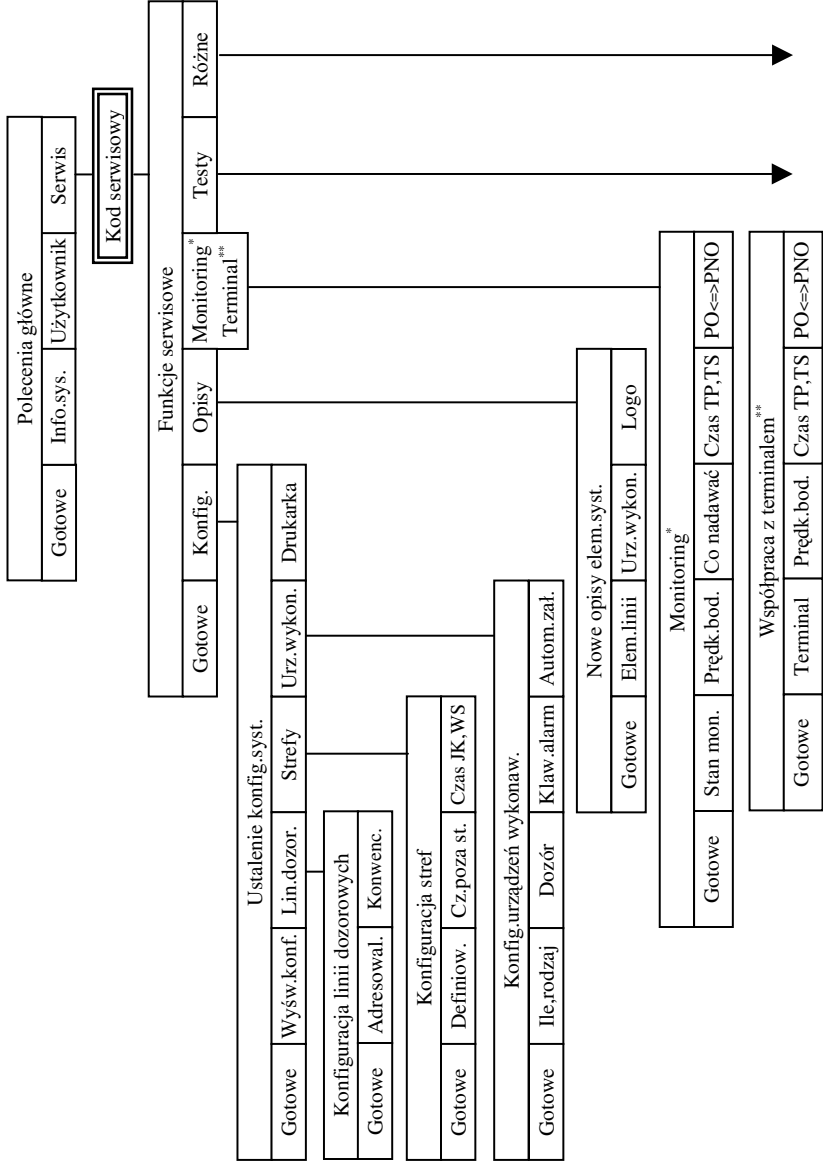 Polecenia główne
Gotowe Info.sys. Użytkownik Serwis
Kod serwisowy
Funkcje serwisowe
Gotowe Konfig. Opisy Monitoring* Testy Różne
Terminal**
Ustalenie konfig.syst.
Gotowe Wyśw.konf. Lin.dozor. Strefy Urz.wykon. Drukarka
Konfiguracja linii dozorowych
Gotowe Adresowal. Konwenc.
Konfiguracja stref
Gotowe Definiow. Cz.poza st. Czas JK,WS
Konfig.urządzeń wykonaw.
Gotowe Ile,rodzaj Dozór Klaw.alarm Autom.zał.
Nowe opisy elem.syst.
Gotowe Elem.linii Urz.wykon. Logo
Monitoring*
Gotowe Stan mon. Prędk.bod. Co nadawać Czas TP,TS PO<=>PNO
Współpraca z terminalem**
Gotowe Terminal Prędk.bod. Czas TP,TS PO<=>PNO